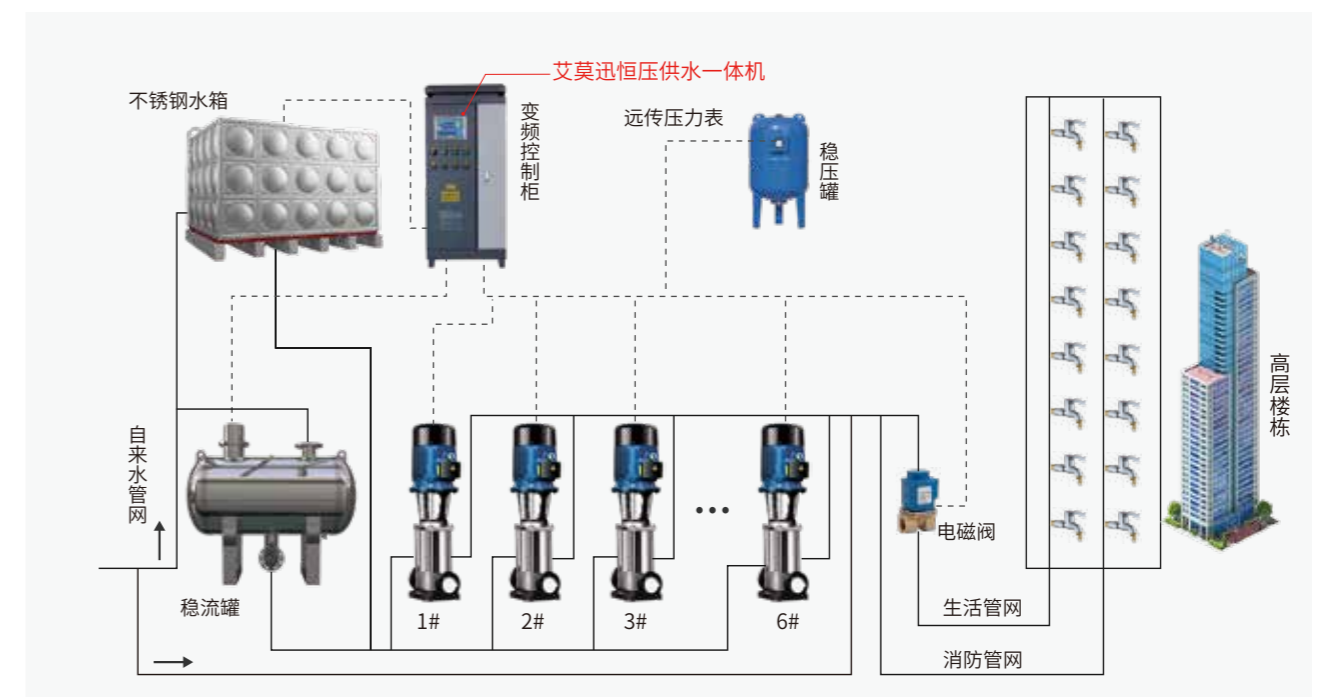 艾莫迅恒压供水一体机
不锈钢水箱
变频控制柜
远传压力表
稳压罐
高层楼栋
自来水管网
电磁阀
稳流罐
1#
2#
3#
•••
6#
生活管网
消防管网